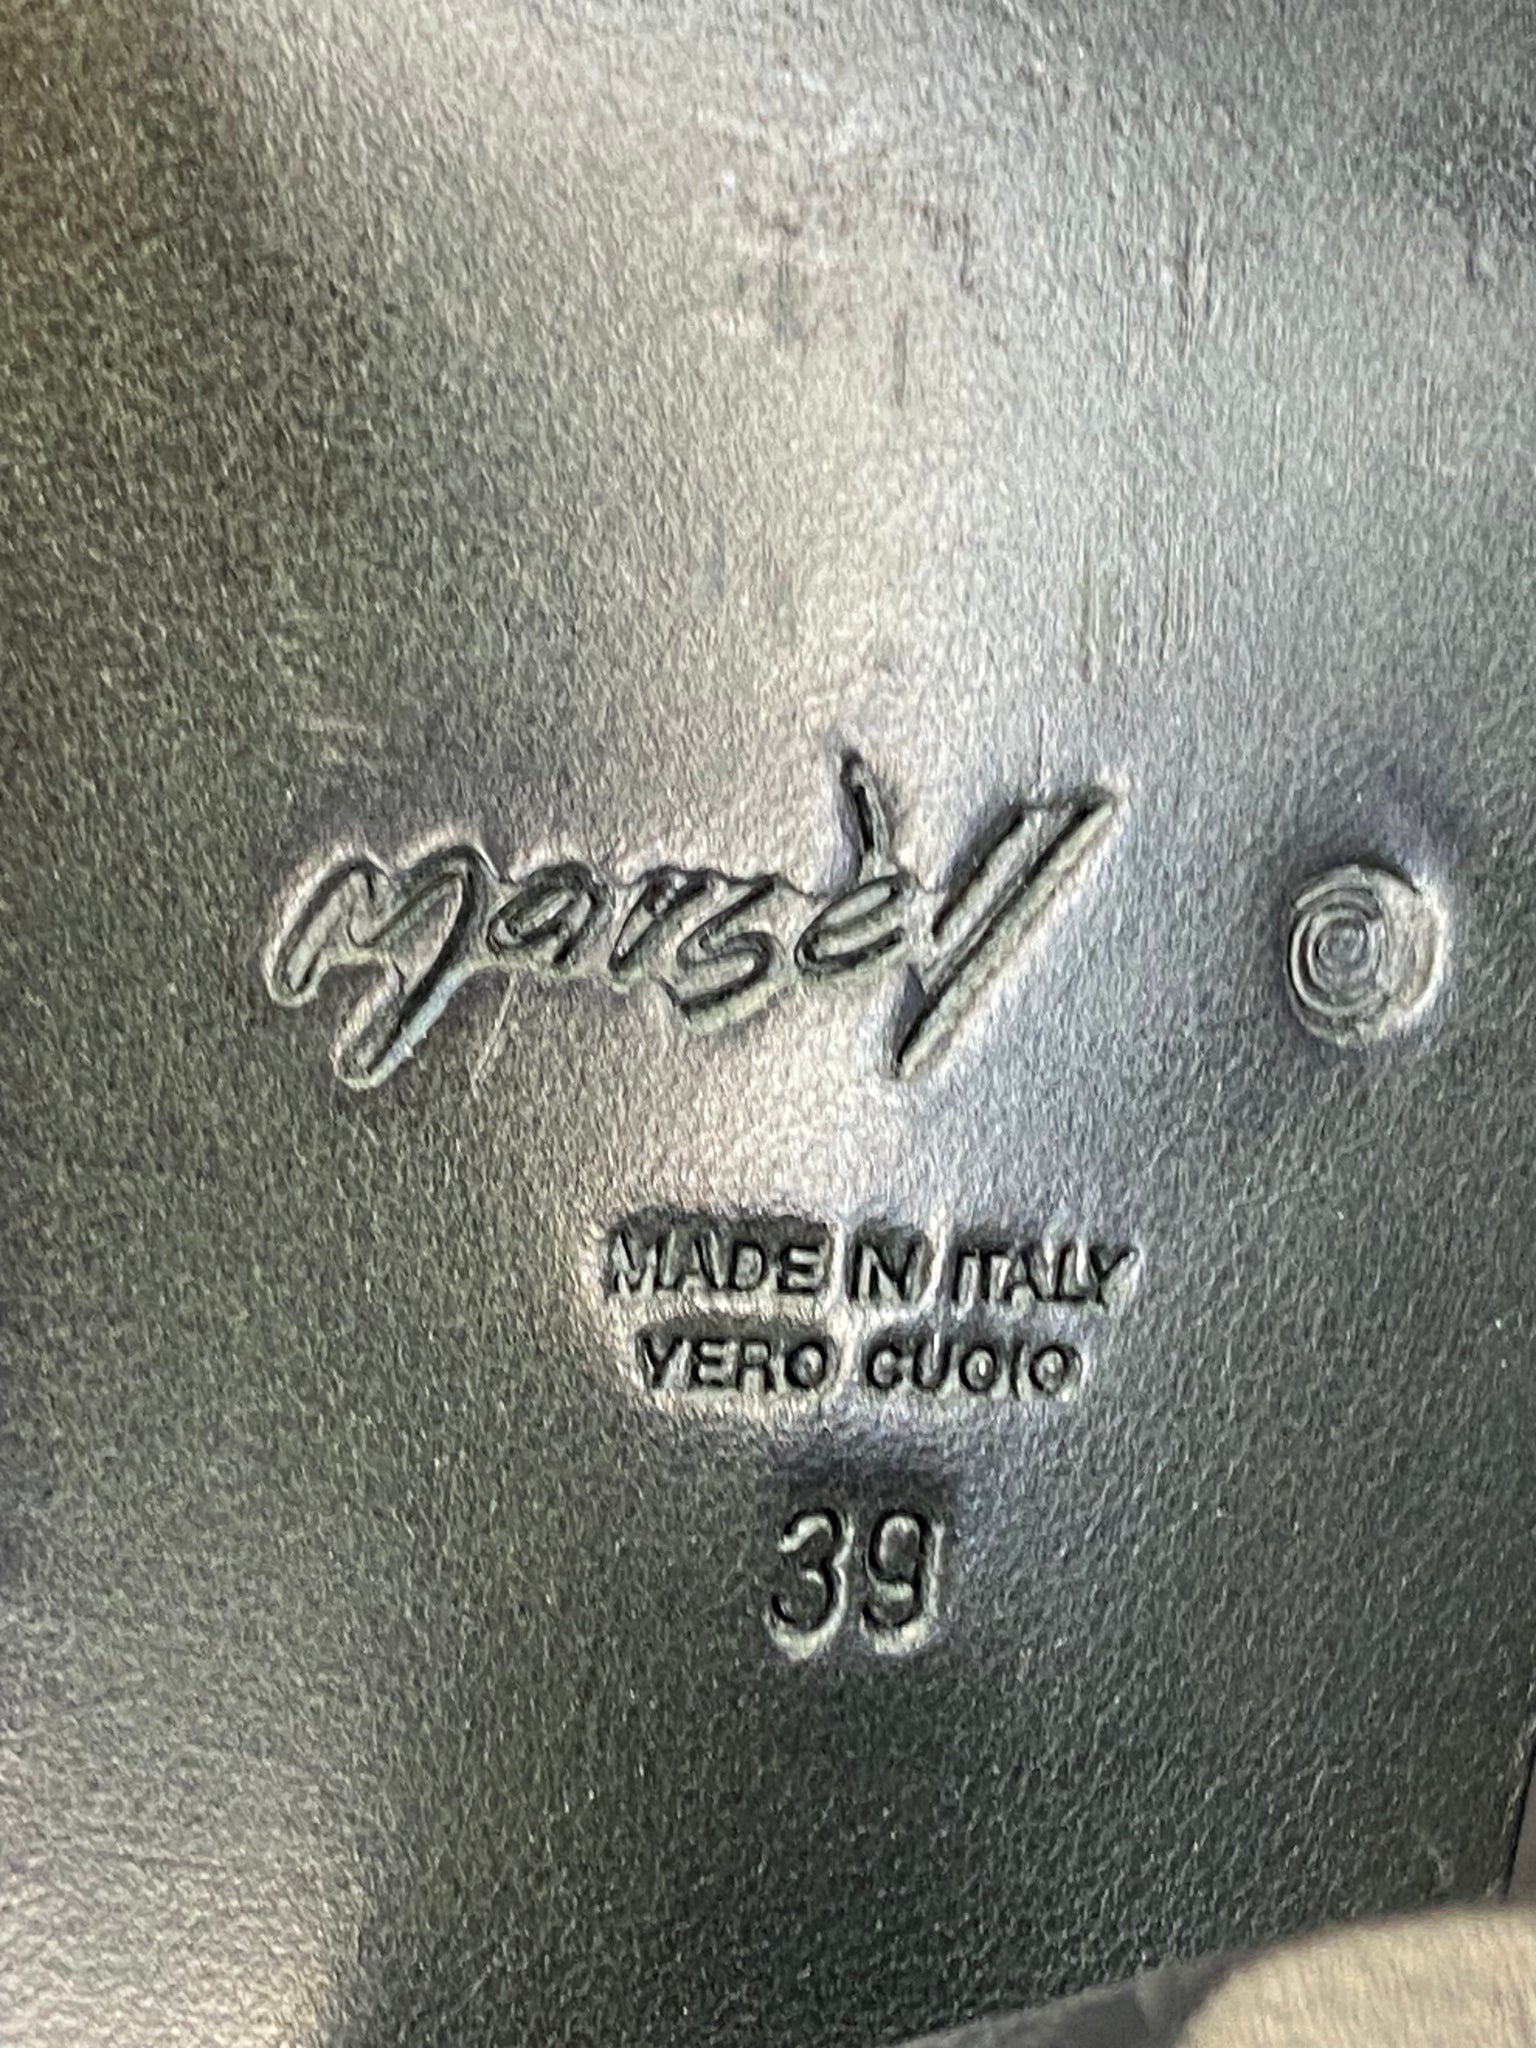 Marsèll
MADE IN ITALY
VERO CUOIO
39